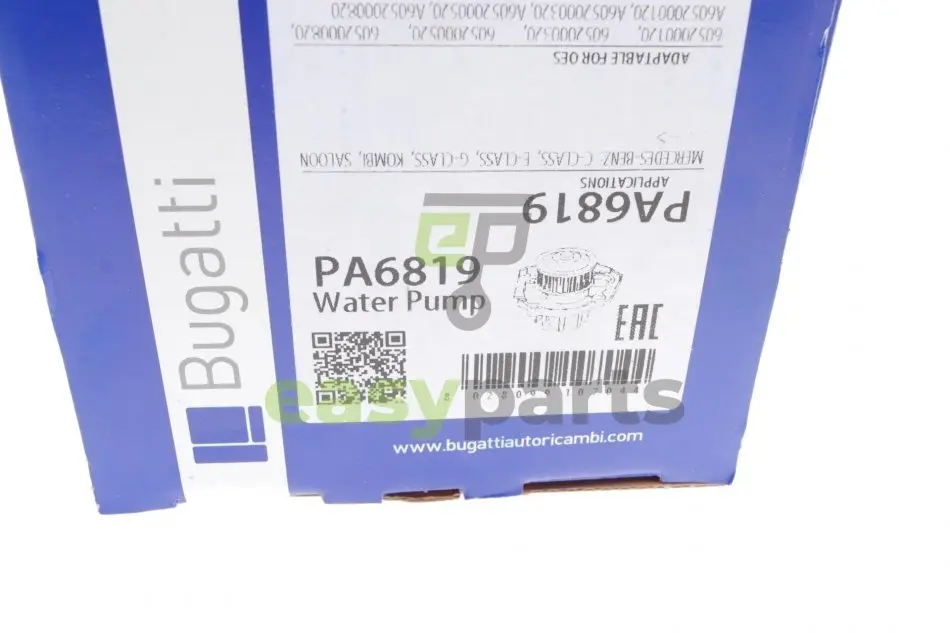 PA6819
APPLICATIONS
MERCEDES-BENZ C-CLASS, E-CLASS, G-CLASS, KOMBI, SALOON
ADAPTABLE FOR OES
6052000120, 6052000320, 6052000520, 6052000820,
A6052000120, A6052000320, A6052000520, A6052000820
Bugatti
PA6819
Water Pump
EAC
easyparts
www.bugattiautoricambi.com